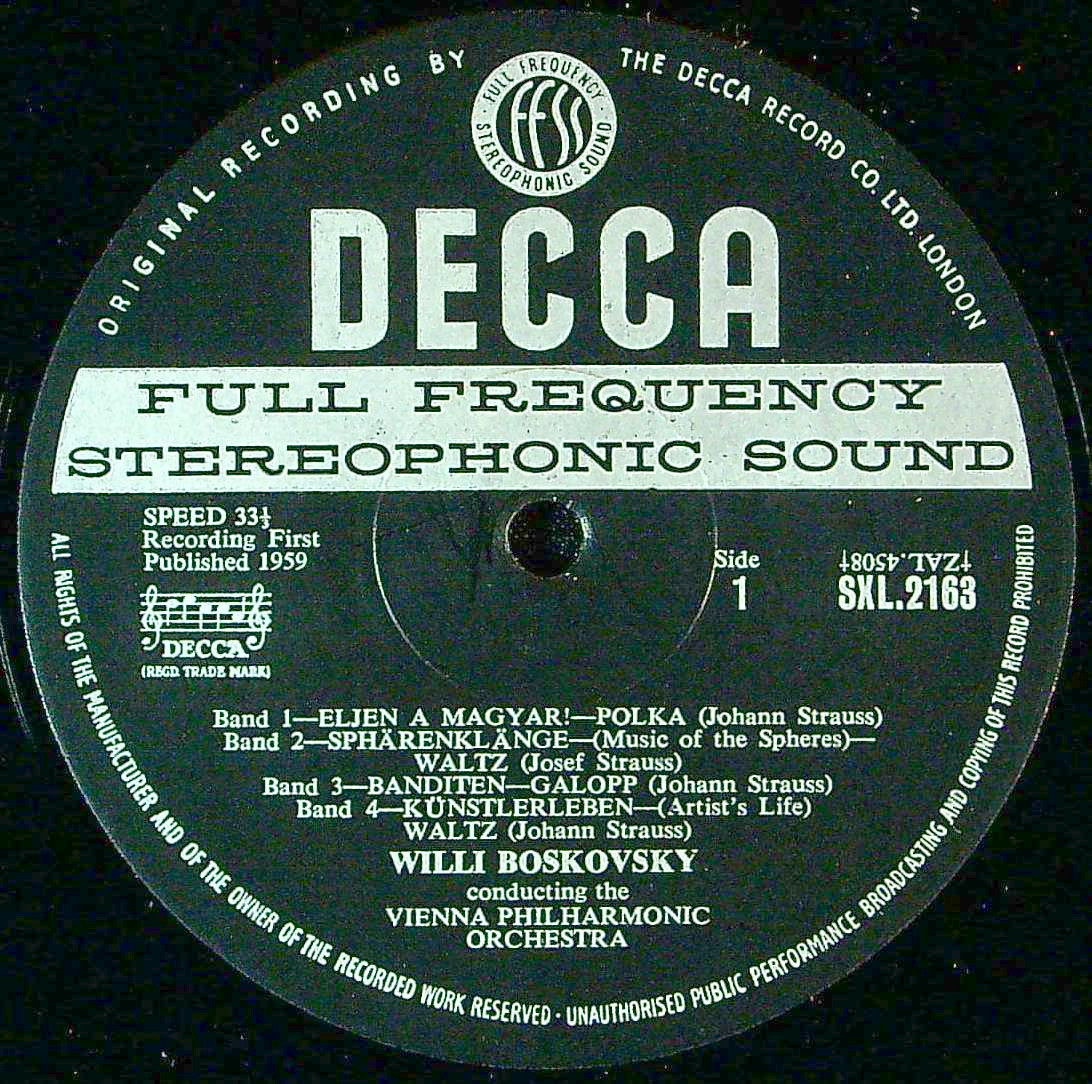 ORIGINAL RECORDING BY THE DECCA RECORD CO. LTD. LONDON
FULL FREQUENCY STEREOPHONIC SOUND
FFSS
DECCA
FULL FREQUENCY
STEREOPHONIC SOUND
SPEED 33⅓
Recording First
Published 1959
DECCA
(REGD. TRADE MARK)
Side
1
‡ZAL.4508‡
SXL.2163
Band 1—ELJEN A MAGYAR!—POLKA (Johann Strauss)
Band 2—SPHÄRENKLÄNGE—(Music of the Spheres)—
WALTZ (Josef Strauss)
Band 3—BANDITEN—GALOPP (Johann Strauss)
Band 4—KÜNSTLERLEBEN—(Artist's Life)
WALTZ (Johann Strauss)
WILLI BOSKOVSKY
conducting the
VIENNA PHILHARMONIC
ORCHESTRA
ALL RIGHTS OF THE MANUFACTURER AND OF THE OWNER OF THE RECORDED WORK RESERVED · UNAUTHORISED PUBLIC PERFORMANCE BROADCASTING AND COPYING OF THIS RECORD PROHIBITED